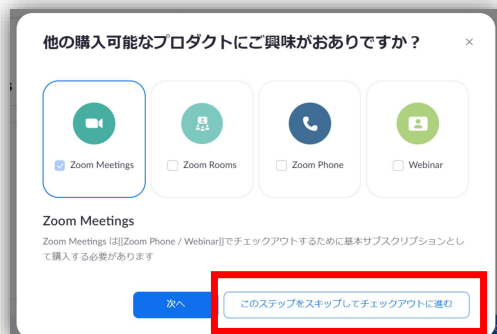 他の購入可能なプロダクトにご興味がおありですか？
Zoom Meetings
Zoom Rooms
Zoom Phone
Webinar
Zoom Meetings
Zoom Meetings は[[Zoom Phone / Webinar]]でチェックアウトするために基本サブスクリプションとし
て購入する必要があります
次へ
このステップをスキップしてチェックアウトに進む